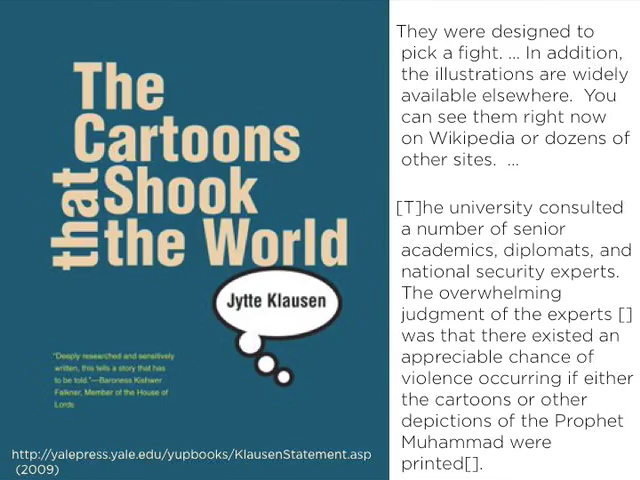 The
Cartoons
that Shook
the World
Jytte Klausen
"Deeply researched and sensitively
written, this tells a story that has
to be told."—Baroness Kishwer
Falkner, Member of the House of
Lords
http://yalepress.yale.edu/yupbooks/KlausenStatement.asp
(2009)
They were designed to
pick a fight. ... In addition,
the illustrations are widely
available elsewhere. You
can see them right now
on Wikipedia or dozens of
other sites. ...
[T]he university consulted
a number of senior
academics, diplomats, and
national security experts.
The overwhelming
judgment of the experts []
was that there existed an
appreciable chance of
violence occurring if either
the cartoons or other
depictions of the Prophet
Muhammad were
printed[].